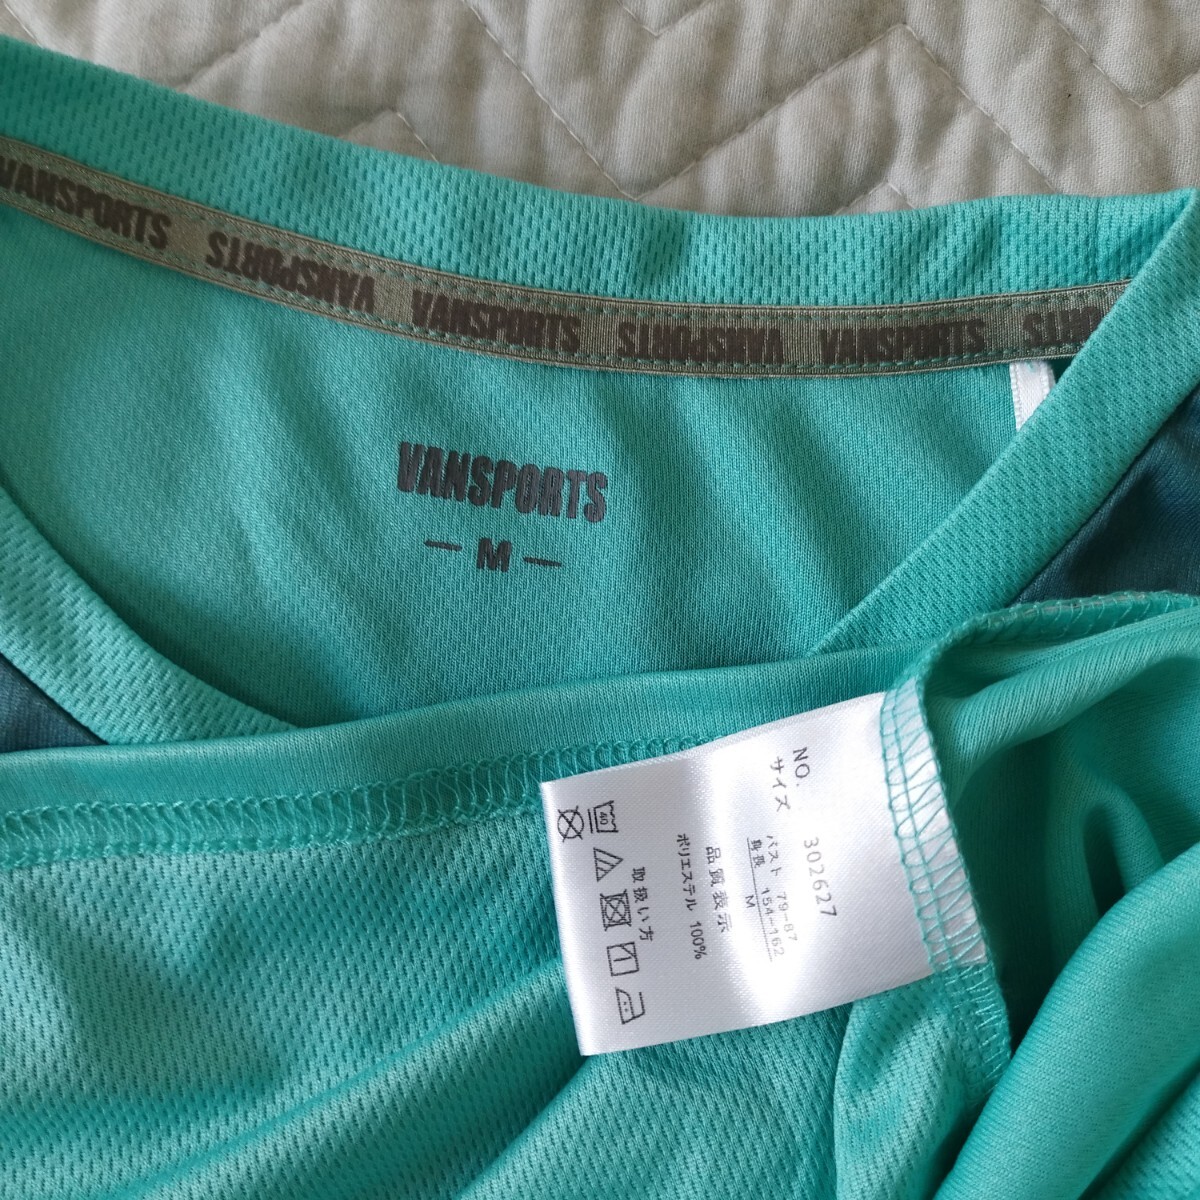 VANSPORTS VANSPORTS VANSPORTS VANSPORTS VANSPORTS
VANSPORTS
— M —
NO. 302627
サイズ
バスト 79-87
身長 154-162
M
品質表示
ポリエステル 100%
取扱い方
40